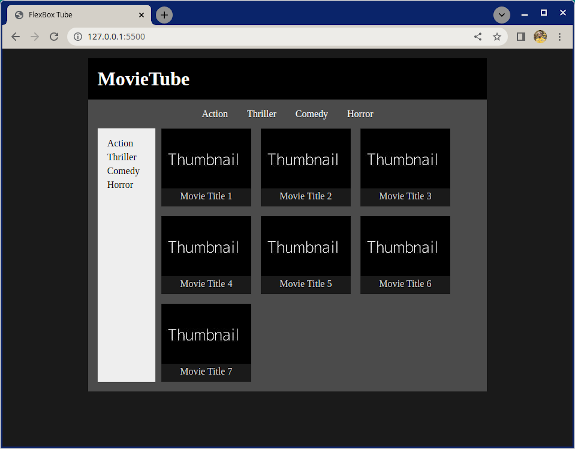 FlexBox Tube
127.0.0.1:5500
MovieTube
Action Thriller Comedy Horror
Action
Thriller
Comedy
Horror
Thumbnail Thumbnail Thumbnail
Movie Title 1 Movie Title 2 Movie Title 3
Thumbnail Thumbnail Thumbnail
Movie Title 4 Movie Title 5 Movie Title 6
Thumbnail
Movie Title 7